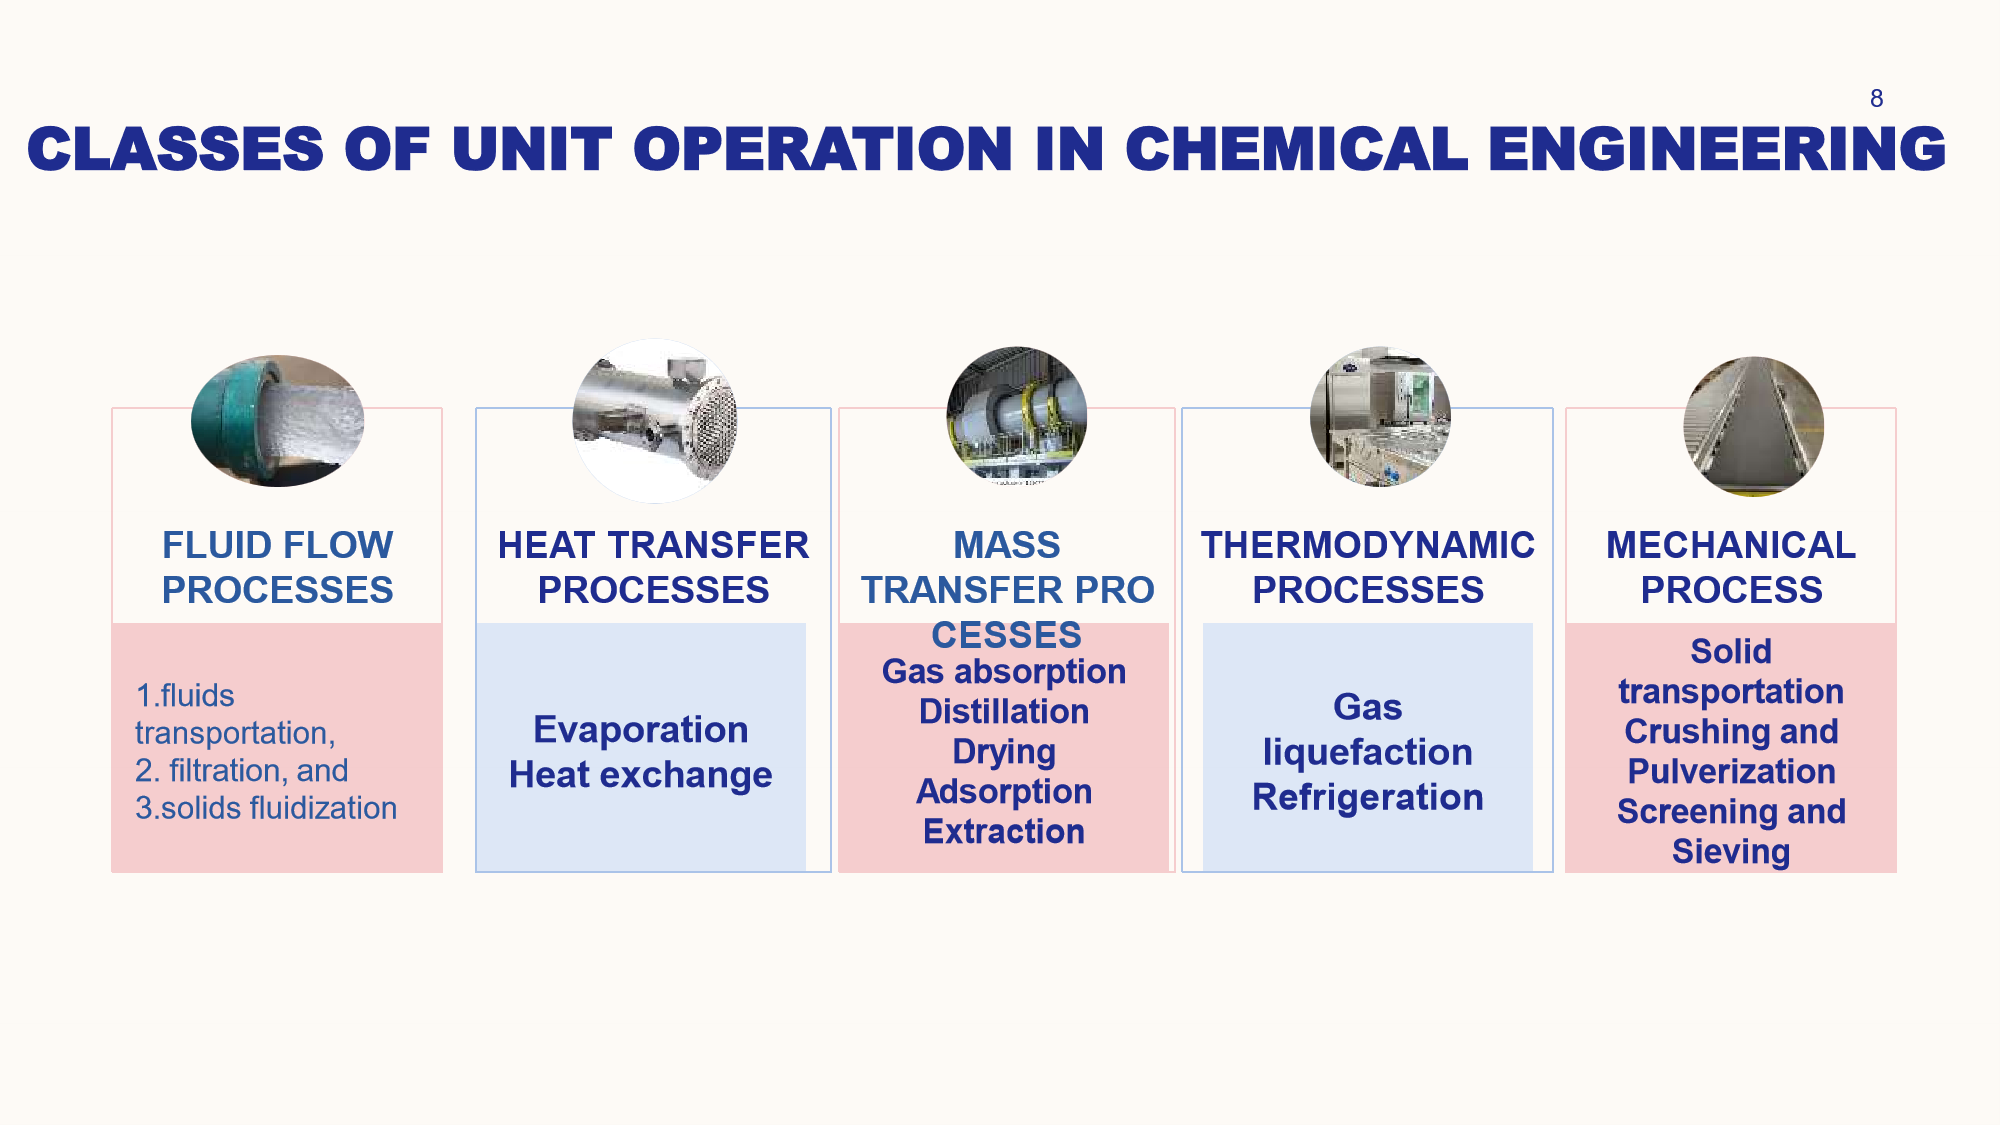 8
CLASSES OF UNIT OPERATION IN CHEMICAL ENGINEERING
FLUID FLOW
PROCESSES
1.fluids
transportation,
2. filtration, and
3.solids fluidization
HEAT TRANSFER
PROCESSES
Evaporation
Heat exchange
MASS
TRANSFER PRO
CESSES
Gas absorption
Distillation
Drying
Adsorption
Extraction
THERMODYNAMIC
PROCESSES
Gas
liquefaction
Refrigeration
MECHANICAL
PROCESS
Solid
transportation
Crushing and
Pulverization
Screening and
Sieving